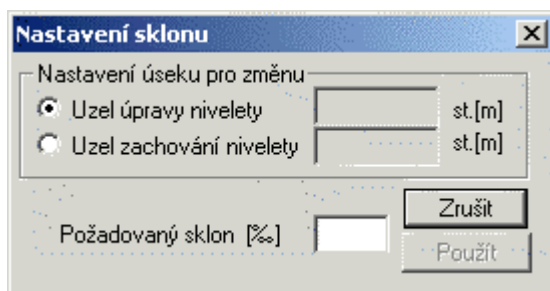 Nastavení sklonu
Nastavení úseku pro změnu
Uzel úpravy nivelety st.[m]
Uzel zachování nivelety st.[m]
Zrušit
Požadovaný sklon [‰]
Použít